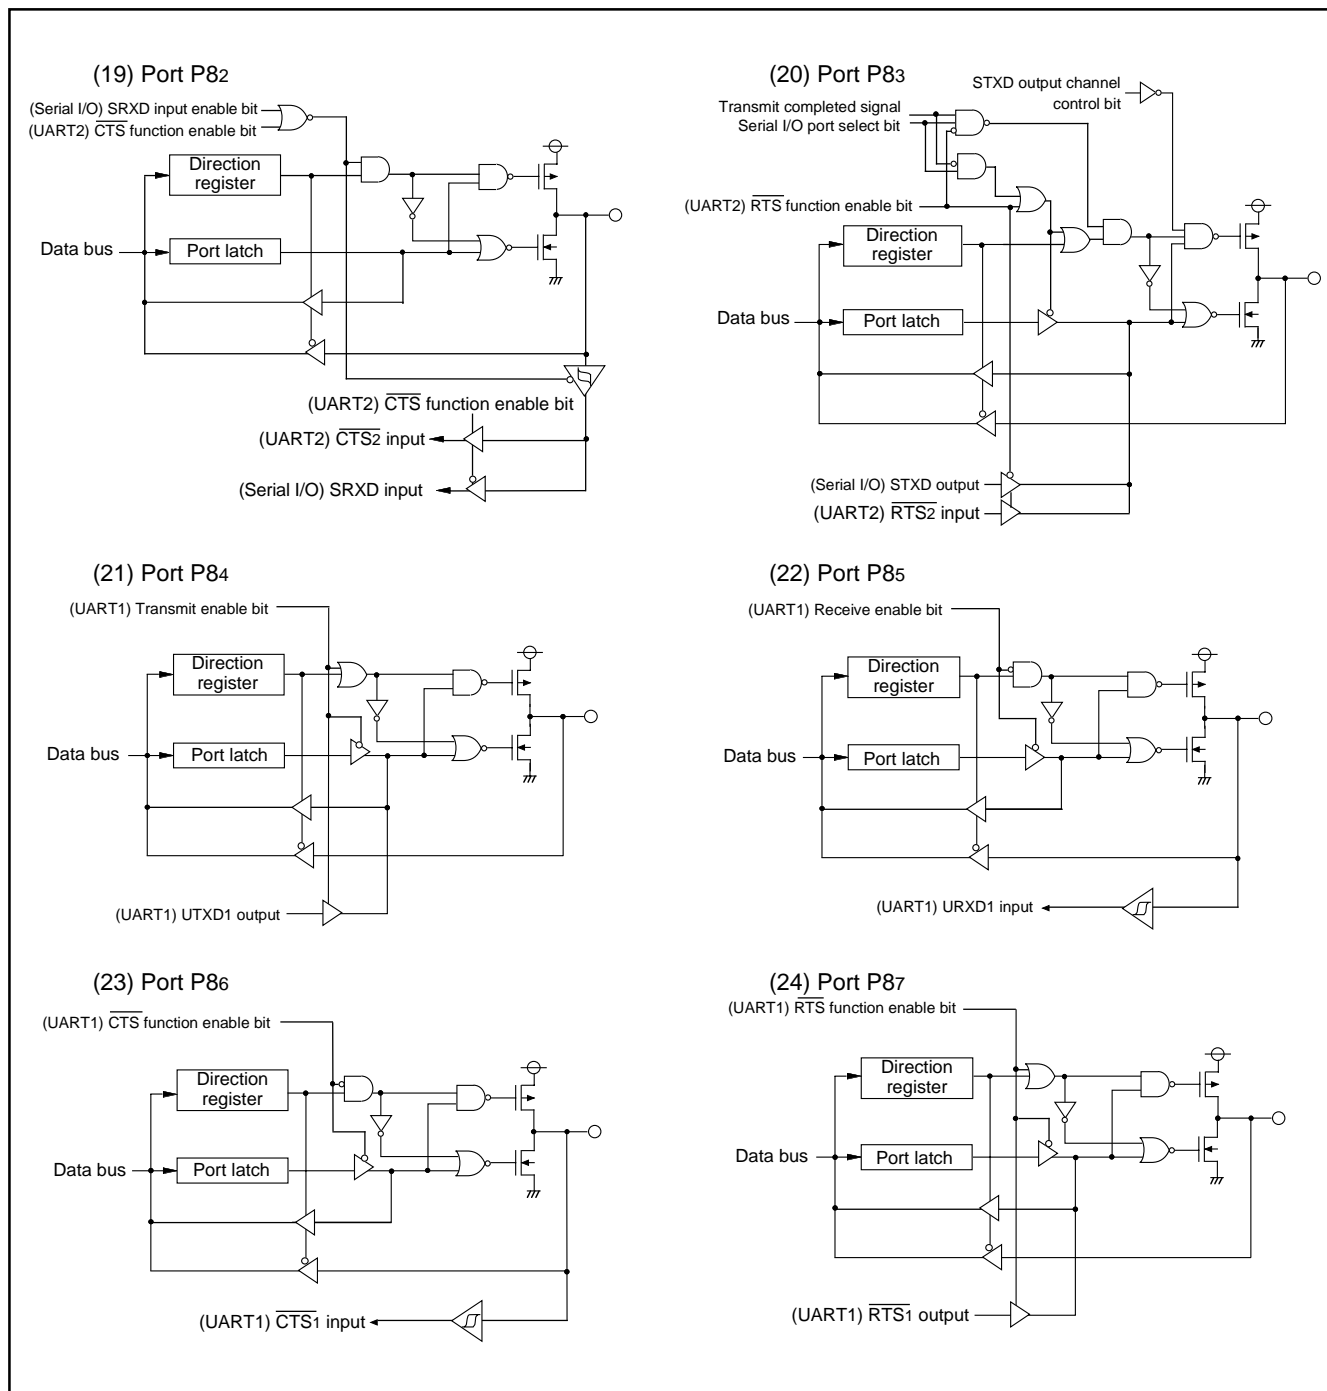 (19) Port P82
(Serial I/O) SRXD input enable bit
(UART2) CTS function enable bit
Direction
register
Data bus
Port latch
(UART2) CTS function enable bit
(UART2) CTS2 input
(Serial I/O) SRXD input
(20) Port P83
STXD output channel
control bit
Transmit completed signal
Serial I/O port select bit
(UART2) RTS function enable bit
Direction
register
Data bus
Port latch
(Serial I/O) STXD output
(UART2) RTS2 input
(21) Port P84
(UART1) Transmit enable bit
Direction
register
Data bus
Port latch
(UART1) UTXD1 output
(22) Port P85
(UART1) Receive enable bit
Direction
register
Data bus
Port latch
(UART1) URXD1 input
(23) Port P86
(UART1) CTS function enable bit
Direction
register
Data bus
Port latch
(UART1) CTS1 input
(24) Port P87
(UART1) RTS function enable bit
Direction
register
Data bus
Port latch
(UART1) RTS1 output